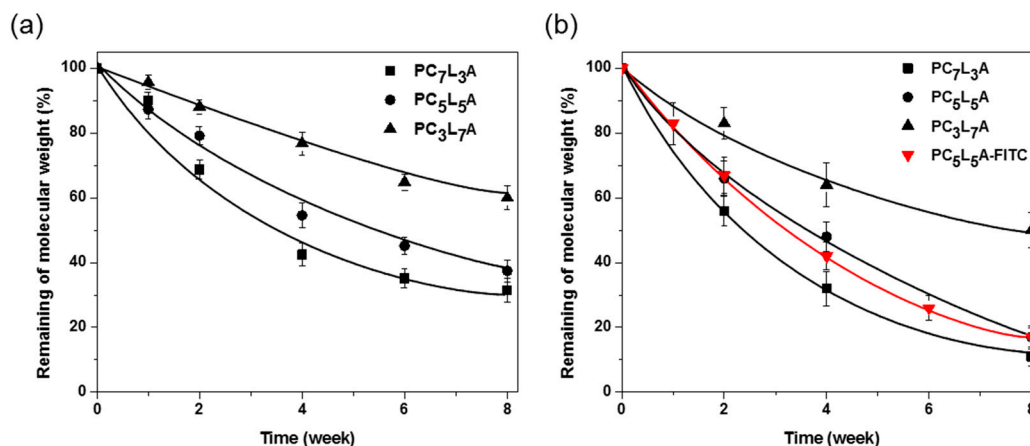 (a)
Remaining of molecular weight (%)
100
80
60
40
20
0
PC₇L₃A
PC₅L₅A
PC₃L₇A
0 2 4 6 8
Time (week)
(b)
Remaining of molecular weight (%)
100
80
60
40
20
0
PC₇L₃A
PC₅L₅A
PC₃L₇A
PC₅L₅A-FITC
0 2 4 6 8
Time (week)